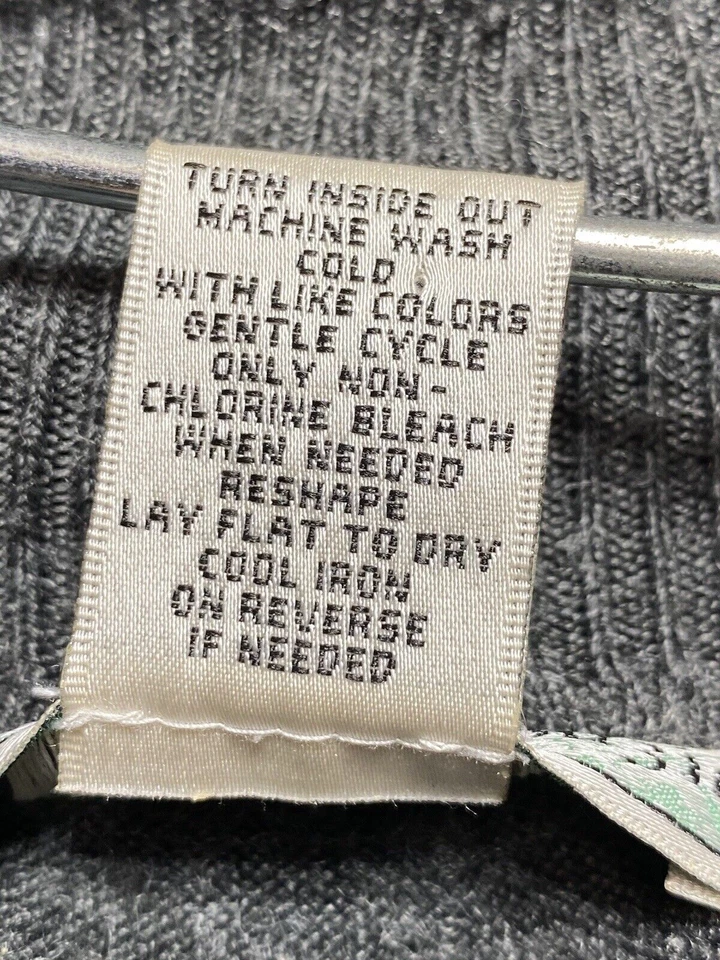 TURN INSIDE OUT
MACHINE WASH
COLD
WITH LIKE COLORS
GENTLE CYCLE
ONLY NON-
CHLORINE BLEACH
WHEN NEEDED
RESHAPE
LAY FLAT TO DRY
COOL IRON
ON REVERSE
IF NEEDED